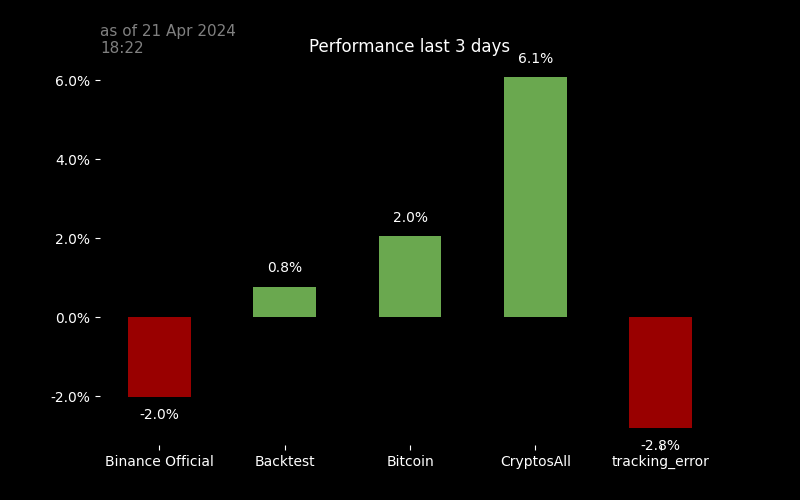 as of 21 Apr 2024
18:22
Performance last 3 days
6.1%
6.0%
4.0%
2.0%
2.0%
0.8%
0.0%
-2.0%
-2.0%
-2.8%
Binance Official
Backtest
Bitcoin
CryptosAll
tracking_error